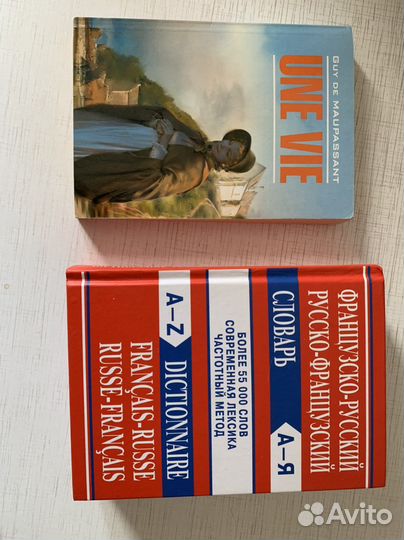 GUY DE MAUPASSANT
UNE VIE
ФРАНЦУЗСКО-РУССКИЙ
РУССКО-ФРАНЦУЗСКИЙ
СЛОВАРЬ А–Я
БОЛЕЕ 55 000 СЛОВ
СОВРЕМЕННАЯ ЛЕКСИКА
ЧАСТОТНЫЙ МЕТОД
A–Z DICTIONNAIRE
FRANÇAIS-RUSSE
RUSSE-FRANÇAIS
Avito